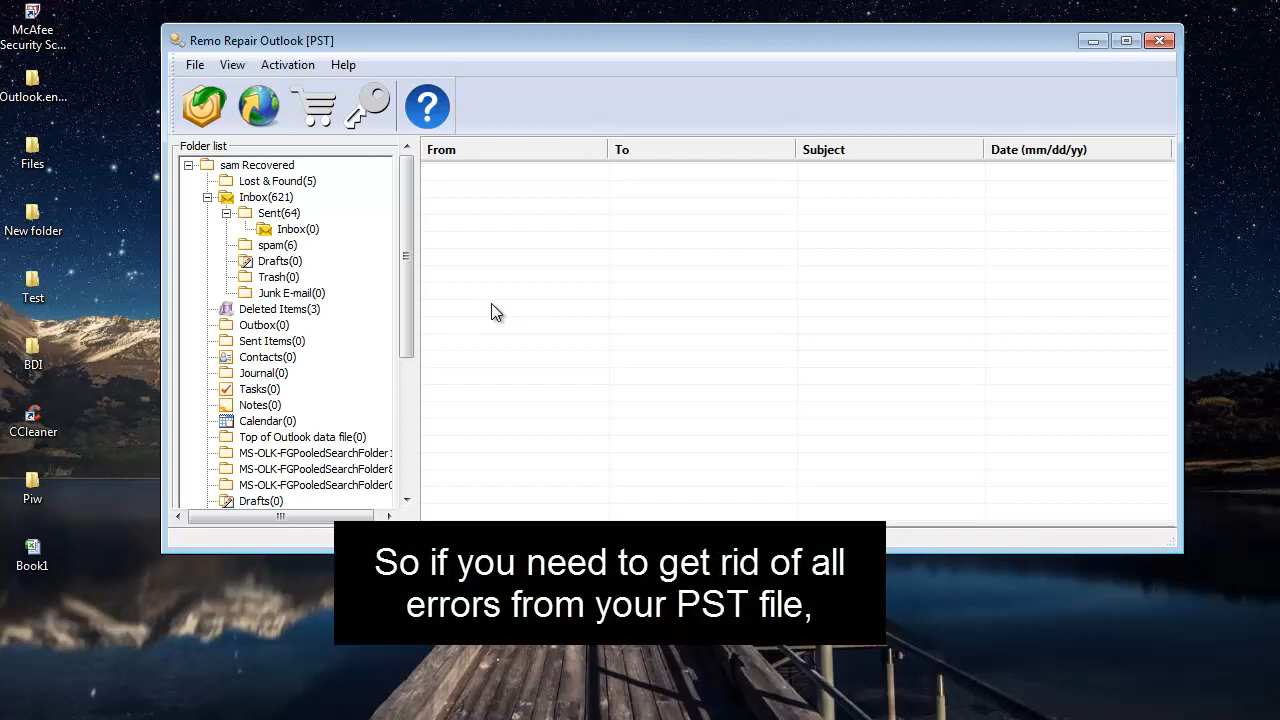 McAfee
Security Sc...
Outlook.en...
Files
New folder
Test
BDI
CCleaner
Piw
Book1
Remo Repair Outlook [PST]
File View Activation Help
Folder list
sam Recovered
Lost & Found(5)
Inbox(621)
Sent(64)
Inbox(0)
spam(6)
Drafts(0)
Trash(0)
Junk E-mail(0)
Deleted Items(3)
Outbox(0)
Sent Items(0)
Contacts(0)
Journal(0)
Tasks(0)
Notes(0)
Calendar(0)
Top of Outlook data file(0)
MS-OLK-FGPooledSearchFolder
MS-OLK-FGPooledSearchFolder
MS-OLK-FGPooledSearchFolder
Drafts(0)
From To Subject Date (mm/dd/yy)
So if you need to get rid of all
errors from your PST file,